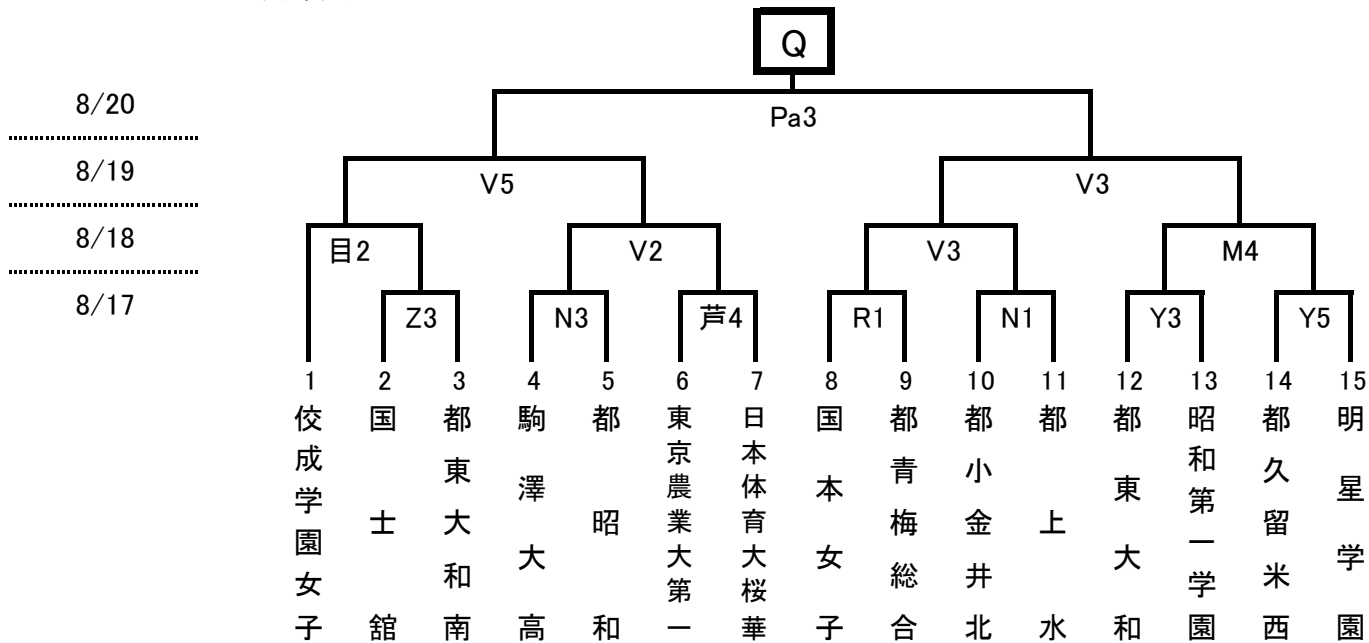 Q
8/20
Pa3
8/19
V5
V3
8/18
目2
V2
V3
M4
8/17
Z3
N3
芦4
R1
N1
Y3
Y5
1 2 3 4 5 6 7 8 9 10 11 12 13 14 15
佼成学園女子
国士舘
都東大和南
駒澤大高
都昭和
東京農業大第一
日本体育大桜華
国本女子
都青梅総合
都小金井北
都上水
都東大和
昭和第一学園
都久留米西
明星学園